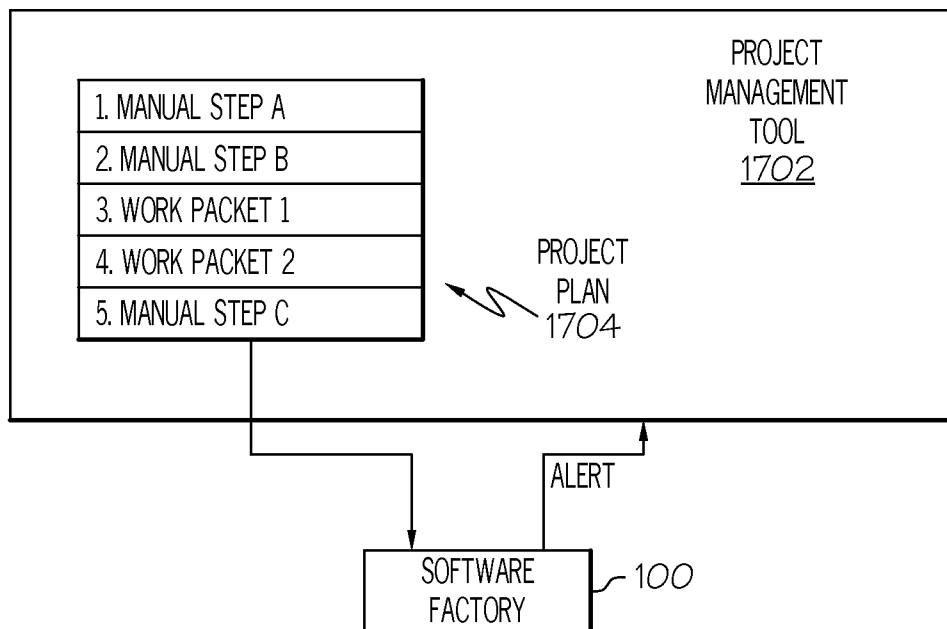 PROJECT
MANAGEMENT
TOOL
1702
1. MANUAL STEP A
2. MANUAL STEP B
3. WORK PACKET 1
4. WORK PACKET 2
5. MANUAL STEP C
PROJECT
PLAN
1704
ALERT
SOFTWARE
FACTORY
100